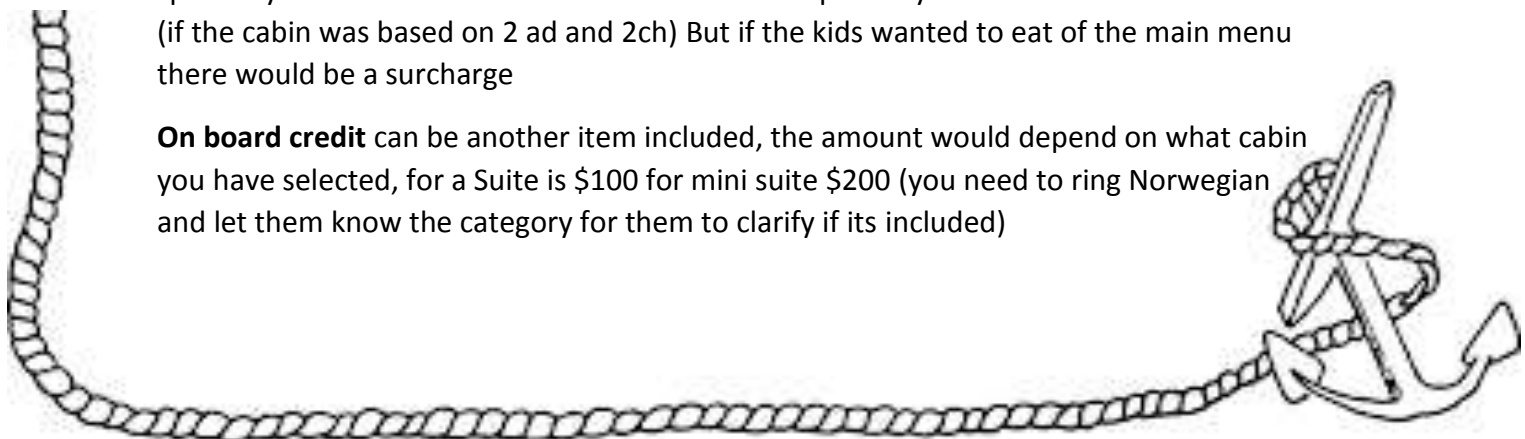 (if the cabin was based on 2 ad and 2ch) But if the kids wanted to eat of the main menu
there would be a surcharge
On board credit can be another item included, the amount would depend on what cabin
you have selected, for a Suite is $100 for mini suite $200 (you need to ring Norwegian
and let them know the category for them to clarify if its included)